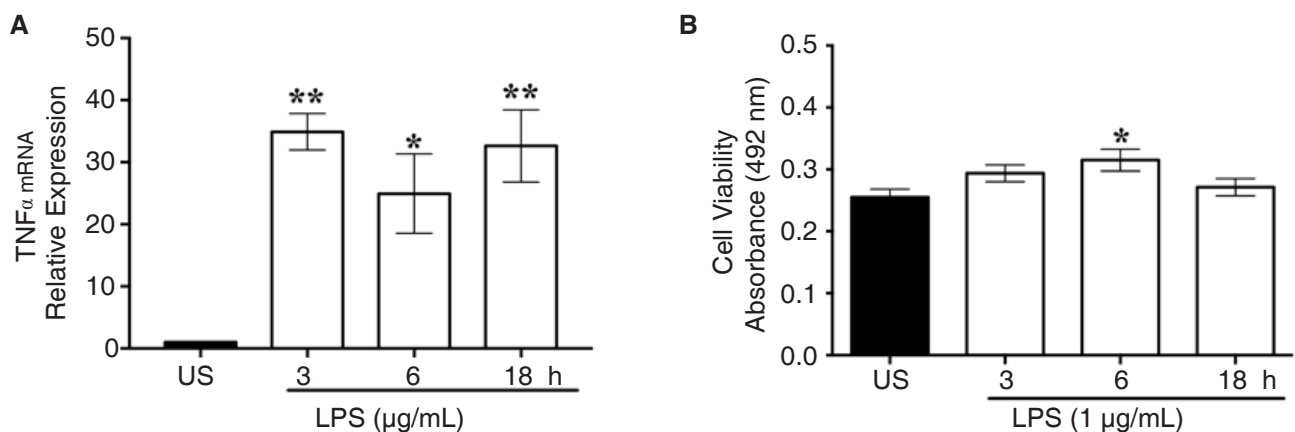 A
TNFα mRNA
Relative Expression
50
40
30
20
10
0
**
*
**
US
3
6
18 h
LPS (µg/mL)
B
Cell Viability
Absorbance (492 nm)
0.5
0.4
0.3
0.2
0.1
0.0
*
US
3
6
18 h
LPS (1 µg/mL)